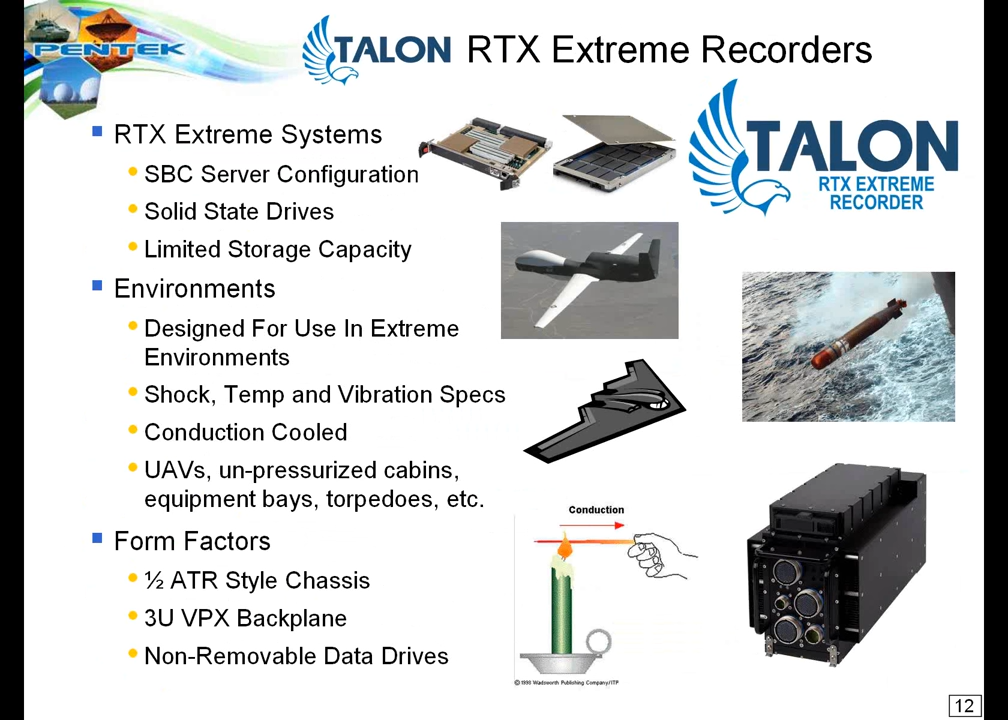 PENTEK
TALON RTX Extreme Recorders
RTX Extreme Systems
SBC Server Configuration
Solid State Drives
Limited Storage Capacity
Environments
Designed For Use In Extreme
Environments
Shock, Temp and Vibration Specs
Conduction Cooled
UAVs, un-pressurized cabins,
equipment bays, torpedoes, etc.
Form Factors
½ ATR Style Chassis
3U VPX Backplane
Non-Removable Data Drives
TALON
RTX EXTREME
RECORDER
Conduction
© 1998 Wadsworth Publishing Company/ITP
12